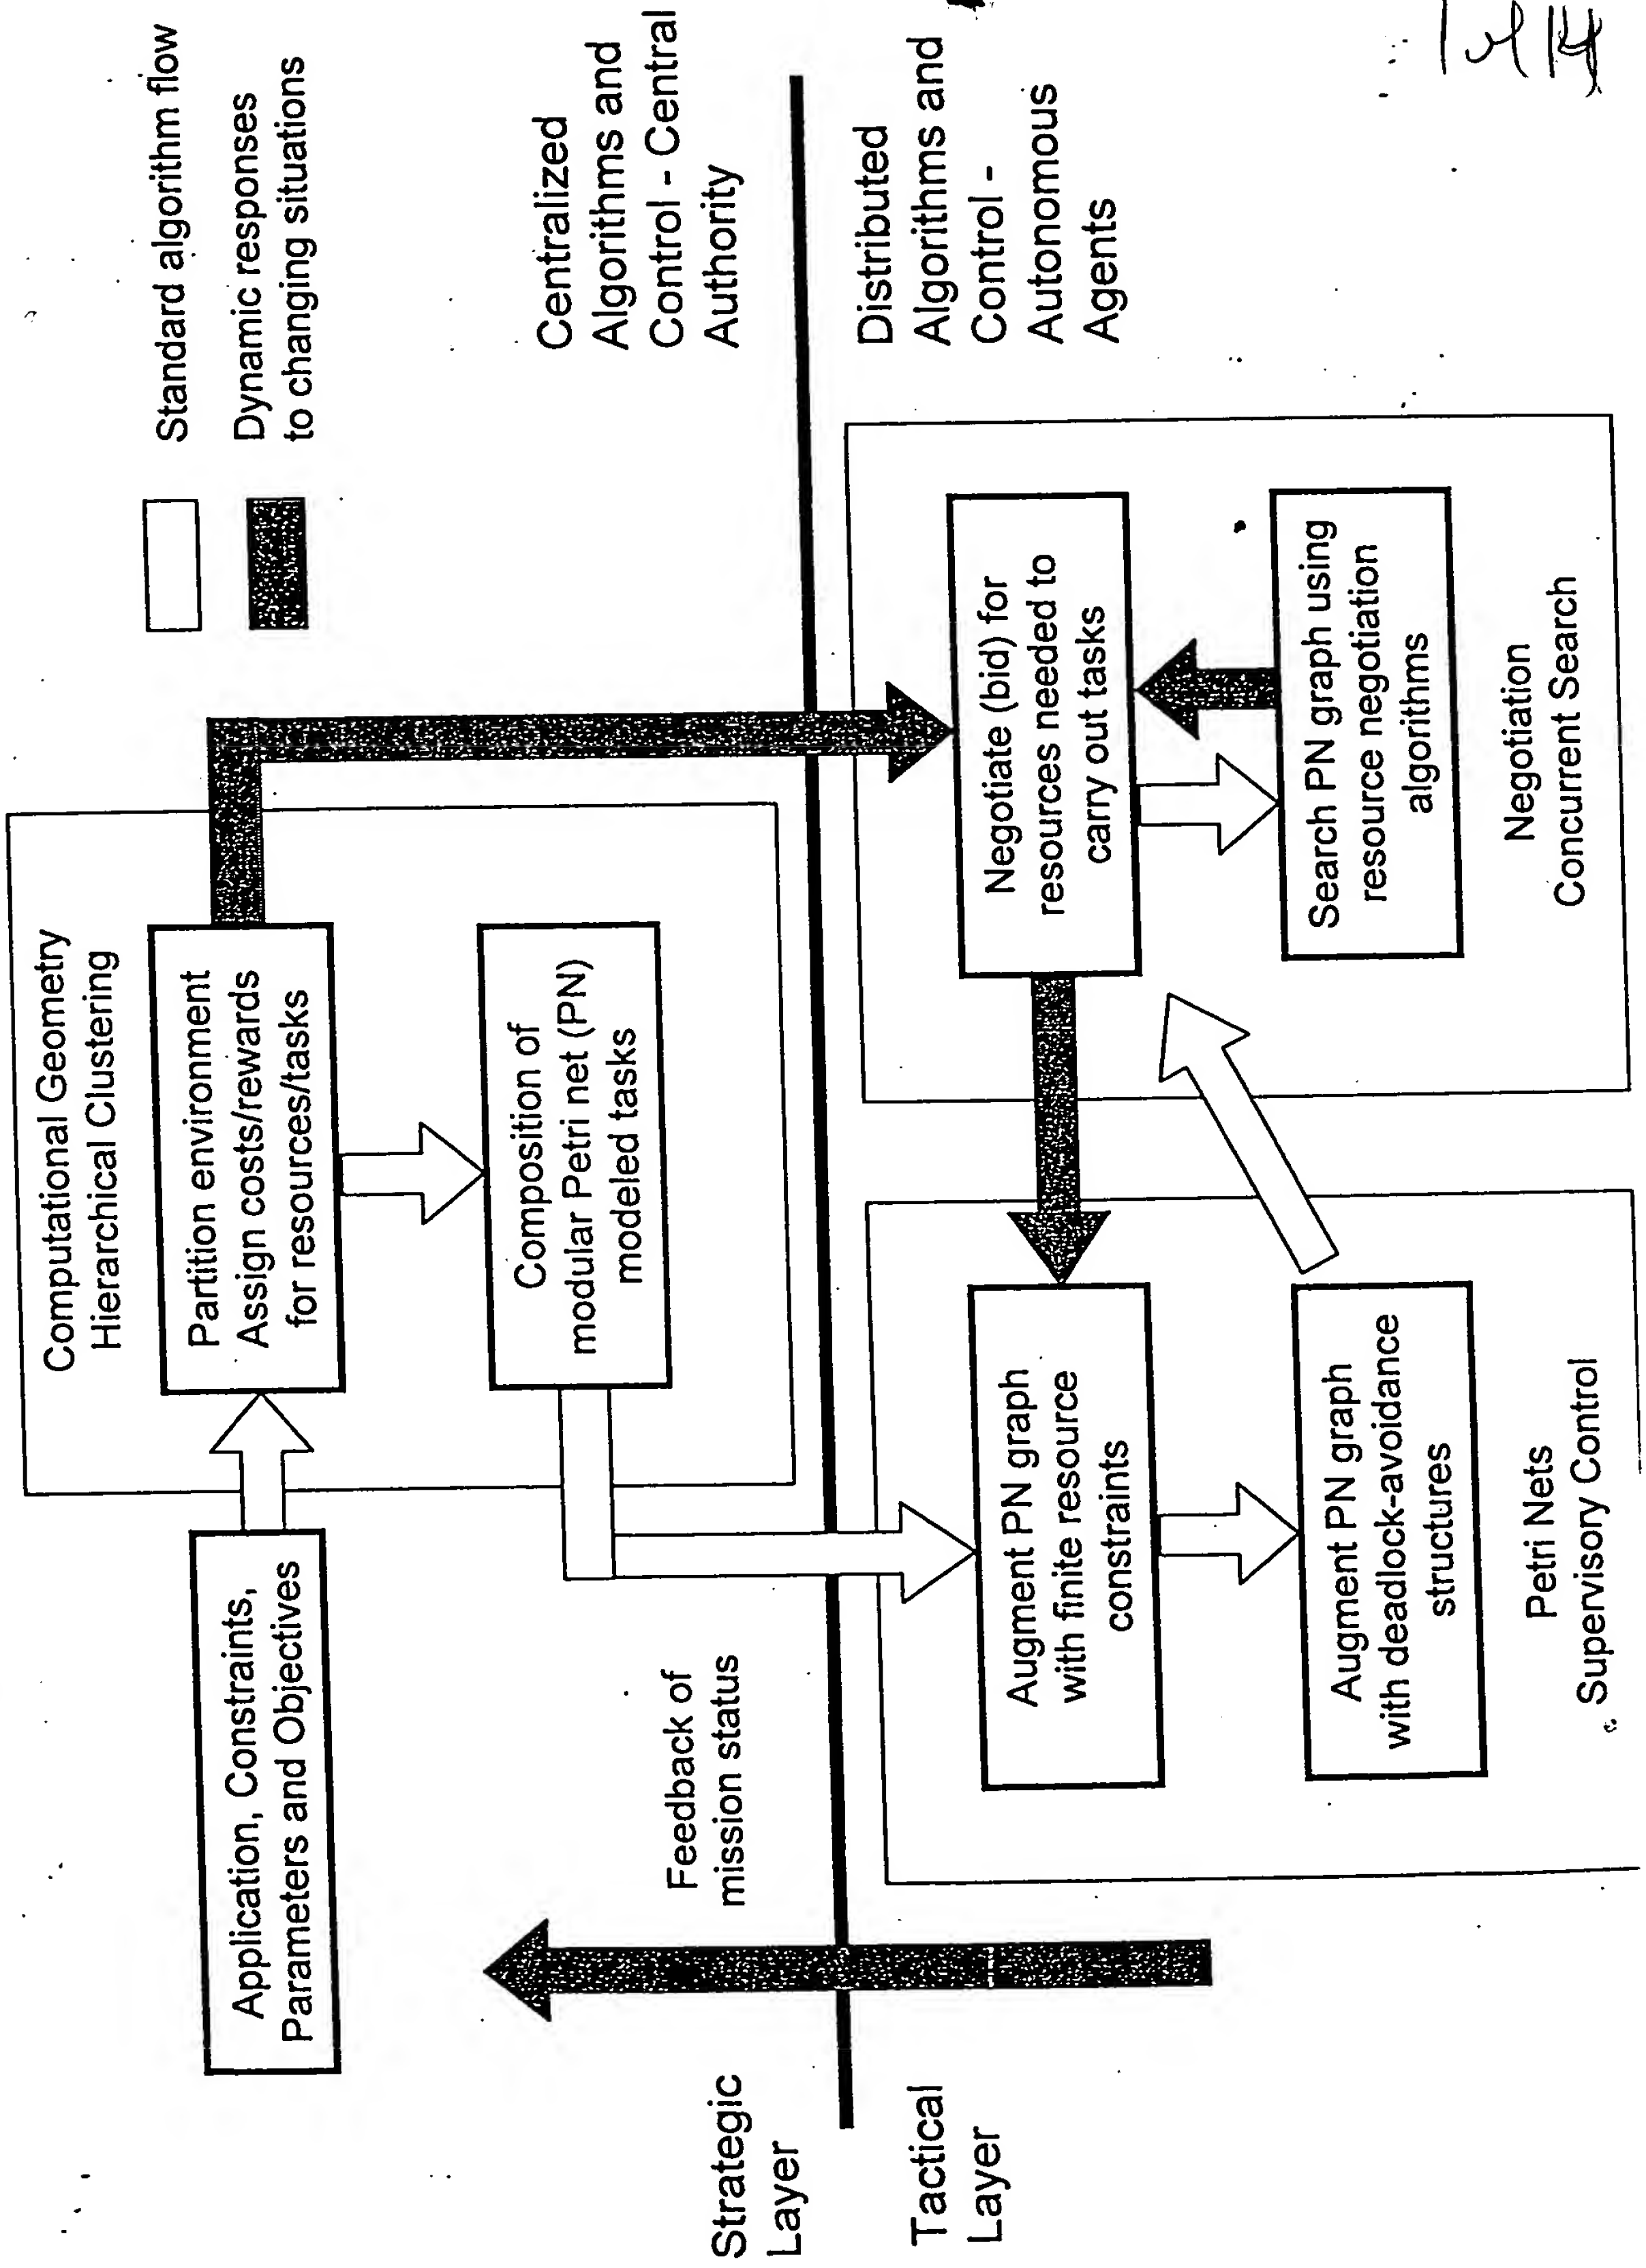 Standard algorithm flow
Dynamic responses
to changing situations
Computational Geometry
Hierarchical Clustering
Application, Constraints,
Parameters and Objectives
Partition environment
Assign costs/rewards
for resources/tasks
Composition of
modular Petri net (PN)
modeled tasks
Centralized
Algorithms and
Control - Central
Authority
Feedback of
mission status
Strategic
Layer
Tactical
Layer
Distributed
Algorithms and
Control -
Autonomous
Agents
Augment PN graph
with finite resource
constraints
Augment PN graph
with deadlock-avoidance
structures
Petri Nets
Supervisory Control
Negotiate (bid) for
resources needed to
carry out tasks
Search PN graph using
resource negotiation
algorithms
Negotiation
Concurrent Search
1 of 14